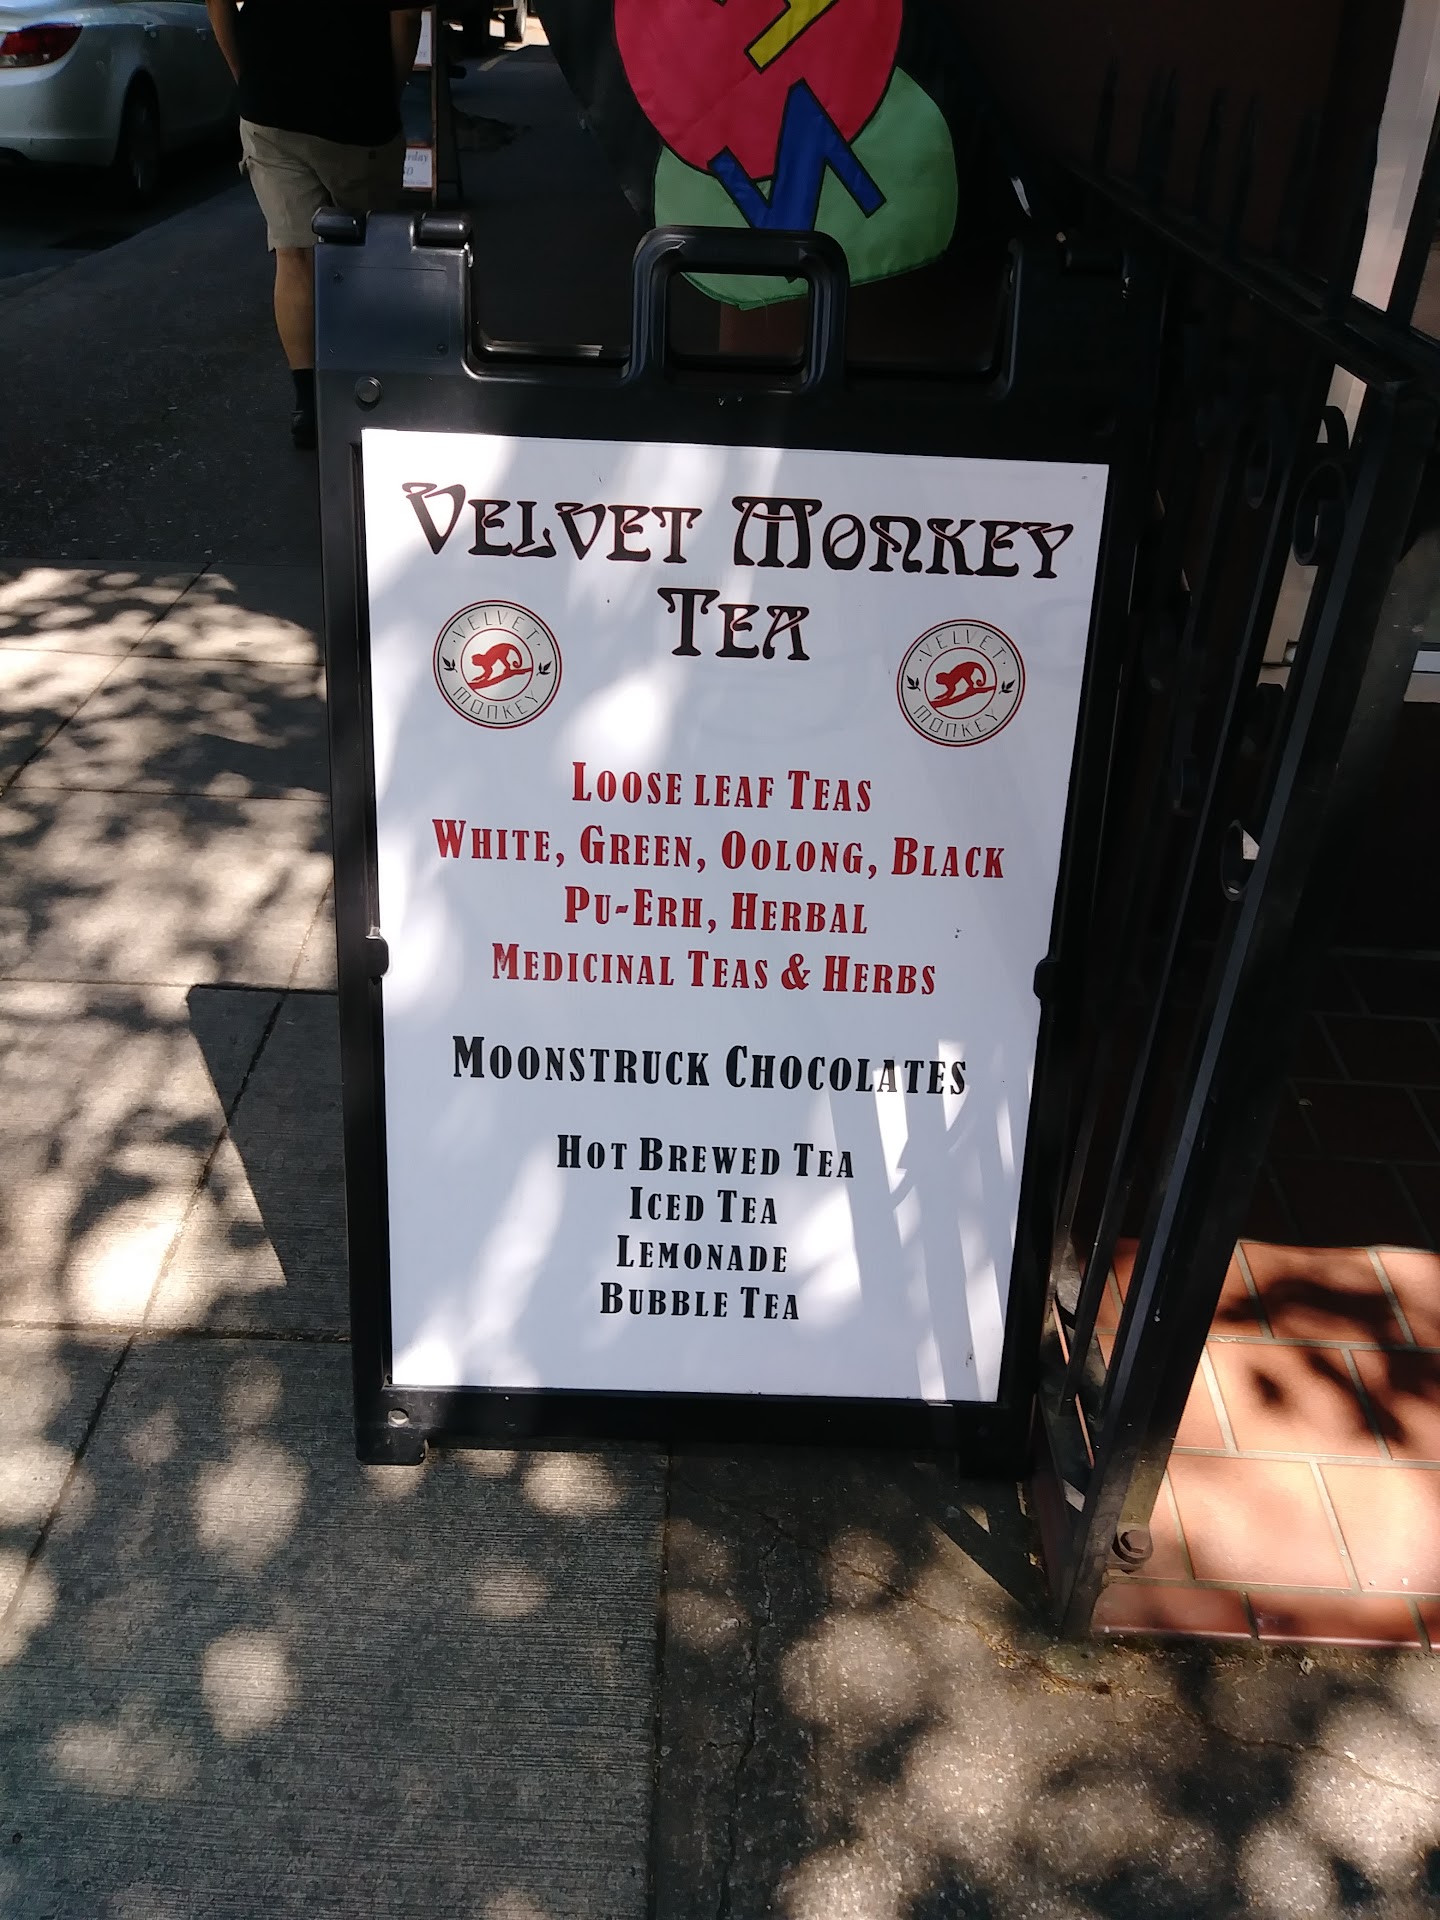 VELVET MONKEY
TEA
VELVET
MONKEY
VELVET
MONKEY
LOOSE LEAF TEAS
WHITE, GREEN, OOLONG, BLACK
PU-ERH, HERBAL
MEDICINAL TEAS & HERBS
MOONSTRUCK CHOCOLATES
HOT BREWED TEA
ICED TEA
LEMONADE
BUBBLE TEA